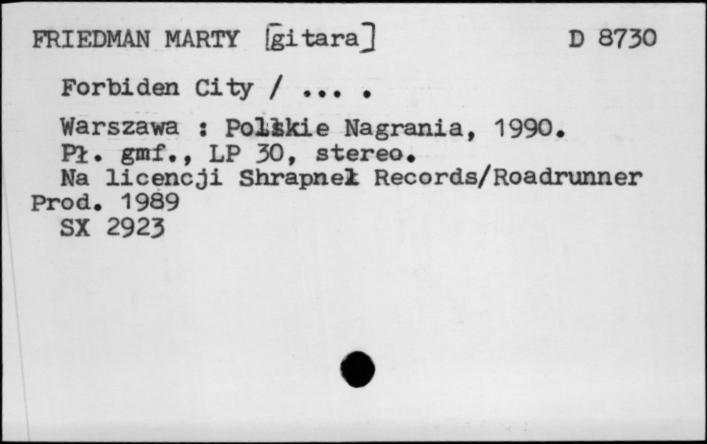 FRIEDMAN MARTY [gitara] D 8730
Forbiden City / ... .
Warszawa : Polskie Nagrania, 1990.
Pł. gmf., LP 30, stereo.
Na licencji Shrapnel Records/Roadrunner
Prod. 1989
SX 2923